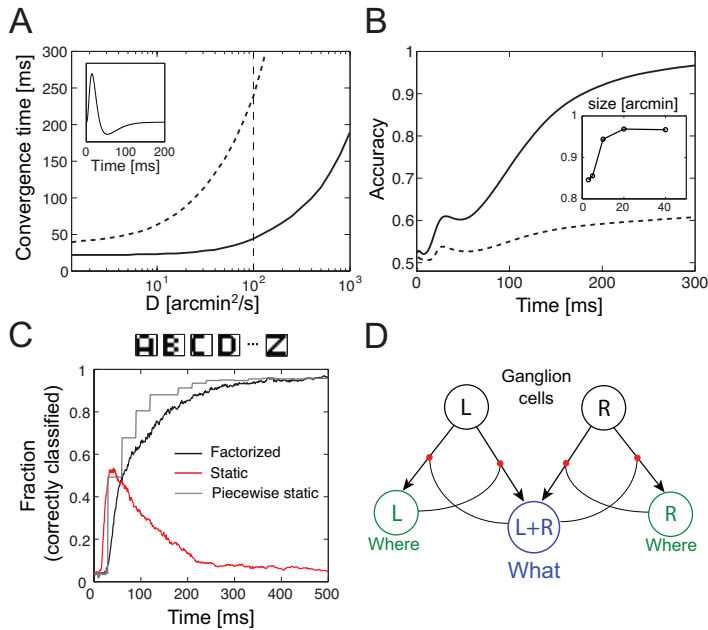 A
Convergence time [ms]
300
250
200
150
100
50
0
0 100 200
Time [ms]
10¹ 10² 10³
D [arcmin²/s]
B
Accuracy
1
0.9
0.8
0.7
0.6
0.5
size [arcmin]
1
0.9
0.8
0 20 40
0 100 200 300
Time [ms]
C
A B C D ... Z
Fraction
(correctly classified)
1
0.8
0.6
0.4
0.2
0
Factorized
Static
Piecewise static
0 100 200 300 400 500
Time [ms]
D
Ganglion
cells
L R
L L+R R
Where Where
What